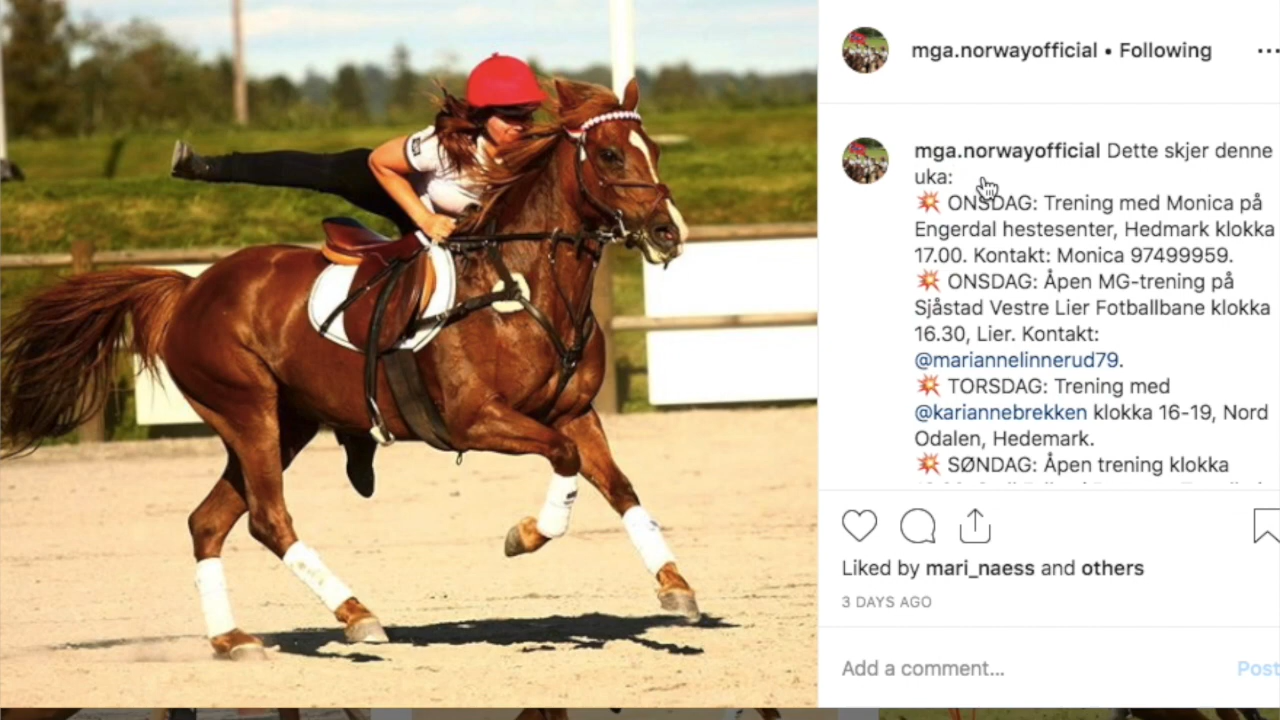 mga.norwayofficial • Following
mga.norwayofficial Dette skjer denne
uka:
💥 ONSDAG: Trening med Monica på
Engerdal hestesenter, Hedmark klokka
17.00. Kontakt: Monica 97499959.
💥 ONSDAG: Åpen MG-trening på
Sjåstad Vestre Lier Fotballbane klokka
16.30, Lier. Kontakt:
@mariannelinnerud79.
💥 TORSDAG: Trening med
@kariannebrekken klokka 16-19, Nord
Odalen, Hedemark.
💥 SØNDAG: Åpen trening klokka
Liked by mari_naess and others
3 DAYS AGO
Add a comment...
Post